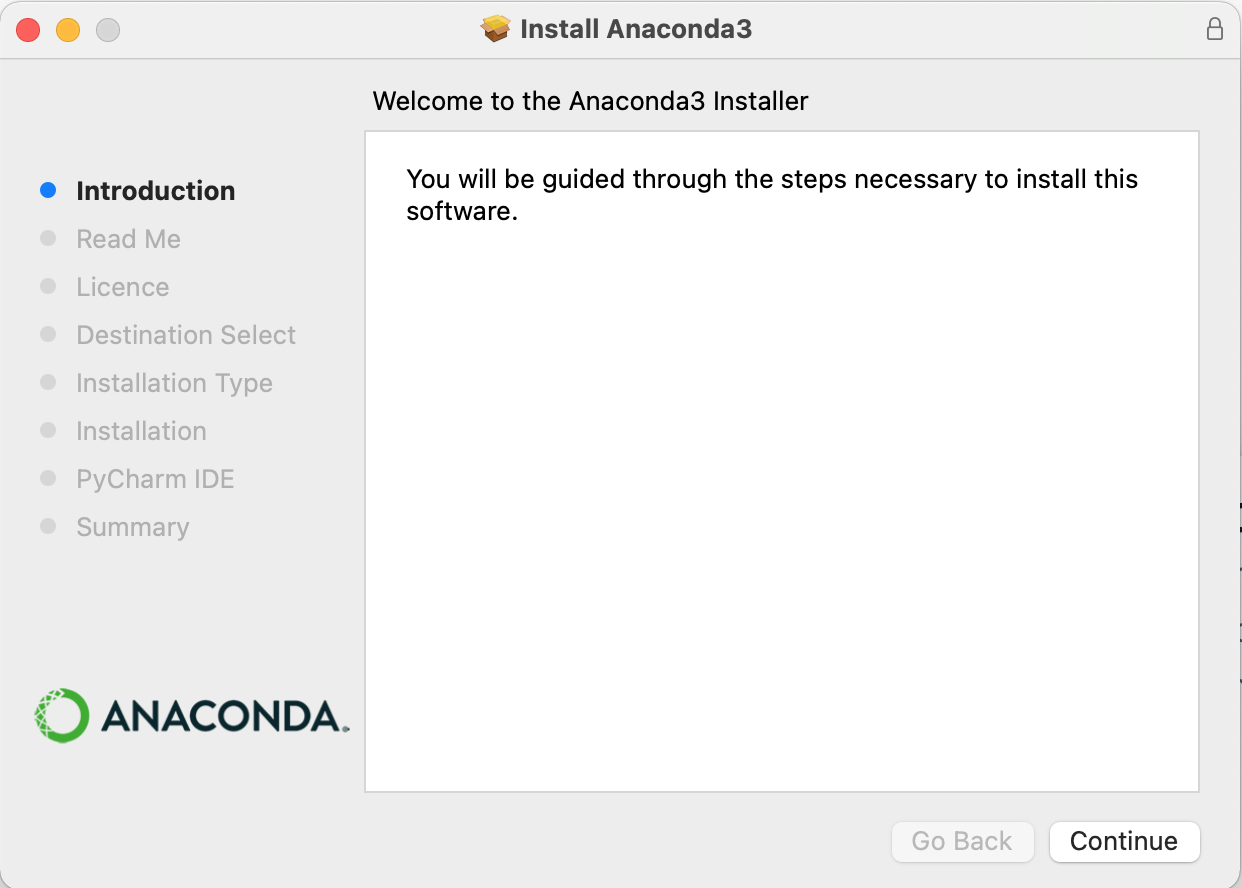 Install Anaconda3
Welcome to the Anaconda3 Installer
Introduction
Read Me
Licence
Destination Select
Installation Type
Installation
PyCharm IDE
Summary
You will be guided through the steps necessary to install this
software.
ANACONDA.
Go Back
Continue